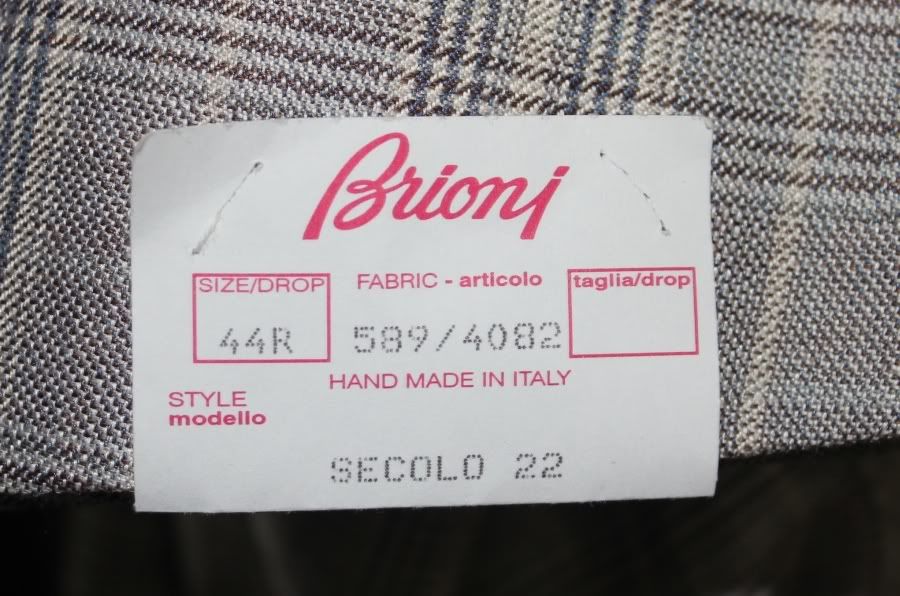 Brioni
SIZE/DROP FABRIC - articolo taglia/drop
44R 589/4082
HAND MADE IN ITALY
STYLE
modello
SECOLO 22